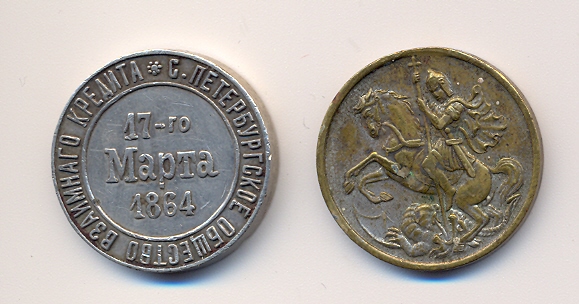 С. ПЕТЕРБУРГСКОЕ ОБЩЕСТВО ВЗАИМНАГО КРЕДИТА
17-го
Марта
1864